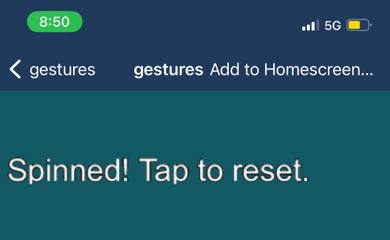 8:50
5G
gestures
gestures Add to Homescreen...
Spinned! Tap to reset.